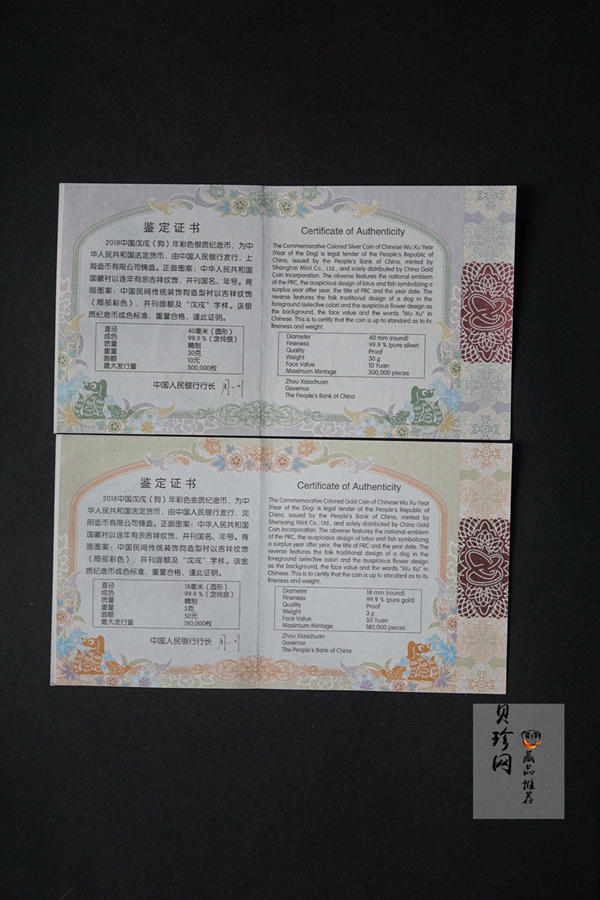 鉴定证书
2018中国戊戌（狗）年彩色银质纪念币，为中
华人民共和国法定货币，由中国人民银行发行，上
海造币有限公司铸造。正面图案：中华人民共和国
国徽衬以连年有余吉祥纹饰，并刊国名、年号。背
面图案：中国民间传统装饰狗造型衬以吉祥纹饰
（局部彩色），并刊面额及“戊戌”字样。该银
质纪念币成色标准，重量合格，谨此证明。
直径 40毫米（圆形）
成色 99.9％（含纯银）
质量 精制
重量 30克
面额 10元
最大发行量 300,000枚
中国人民银行行长
Certificate of Authenticity
The Commemorative Colored Silver Coin of Chinese Wu Xu Year
(Year of the Dog) is legal tender of the People's Republic of
China, issued by the People's Bank of China, minted by
Shanghai Mint Co., Ltd., and solely distributed by China Gold
Coin Incorporation. The obverse features the national emblem
of the PRC, the auspicious design of lotus and fish symbolizing
a surplus year after year, the title of PRC and the year date. The
reverse features the folk traditional design of a dog in the
foreground (selective color) and the auspicious flower design as
the background, the face value and the words "Wu Xu" in
Chinese. This is to certify that the coin is up to standard as to its
fineness and weight.
Diameter 40 mm (round)
Fineness 99.9 % (pure silver)
Quality Proof
Weight 30 g
Face Value 10 Yuan
Maximum Mintage 300,000 pieces
Zhou Xiaochuan
Governor
The People's Bank of China
鉴定证书
2018中国戊戌（狗）年彩色金质纪念币，为中
华人民共和国法定货币，由中国人民银行发行，沈
阳造币有限公司铸造。正面图案：中华人民共和国
国徽衬以连年有余吉祥纹饰，并刊国名、年号。背
面图案：中国民间传统装饰狗造型衬以吉祥纹饰
（局部彩色），并刊面额及“戊戌”字样。该金
质纪念币成色标准，重量合格，谨此证明。
直径 18毫米（圆形）
成色 99.9％（含纯金）
质量 精制
重量 3克
面额 50元
最大发行量 180,000枚
中国人民银行行长
Certificate of Authenticity
The Commemorative Colored Gold Coin of Chinese Wu Xu Year
(Year of the Dog) is legal tender of the People's Republic of
China, issued by the People's Bank of China, minted by
Shenyang Mint Co., Ltd., and solely distributed by China Gold
Coin Incorporation. The obverse features the national emblem
of the PRC, the auspicious design of lotus and fish symbolizing
a surplus year after year, the title of PRC and the year date. The
reverse features the folk traditional design of a dog in the
foreground (selective color) and the auspicious flower design
as the background, the face value and the words "Wu Xu" in
Chinese. This is to certify that the coin is up to standard as to its
fineness and weight.
Diameter 18 mm (round)
Fineness 99.9 % (pure gold)
Quality Proof
Weight 3 g
Face Value 50 Yuan
Maximum Mintage 180,000 pieces
Zhou Xiaochuan
Governor
The People's Bank of China
贝珍网
藏品
推荐